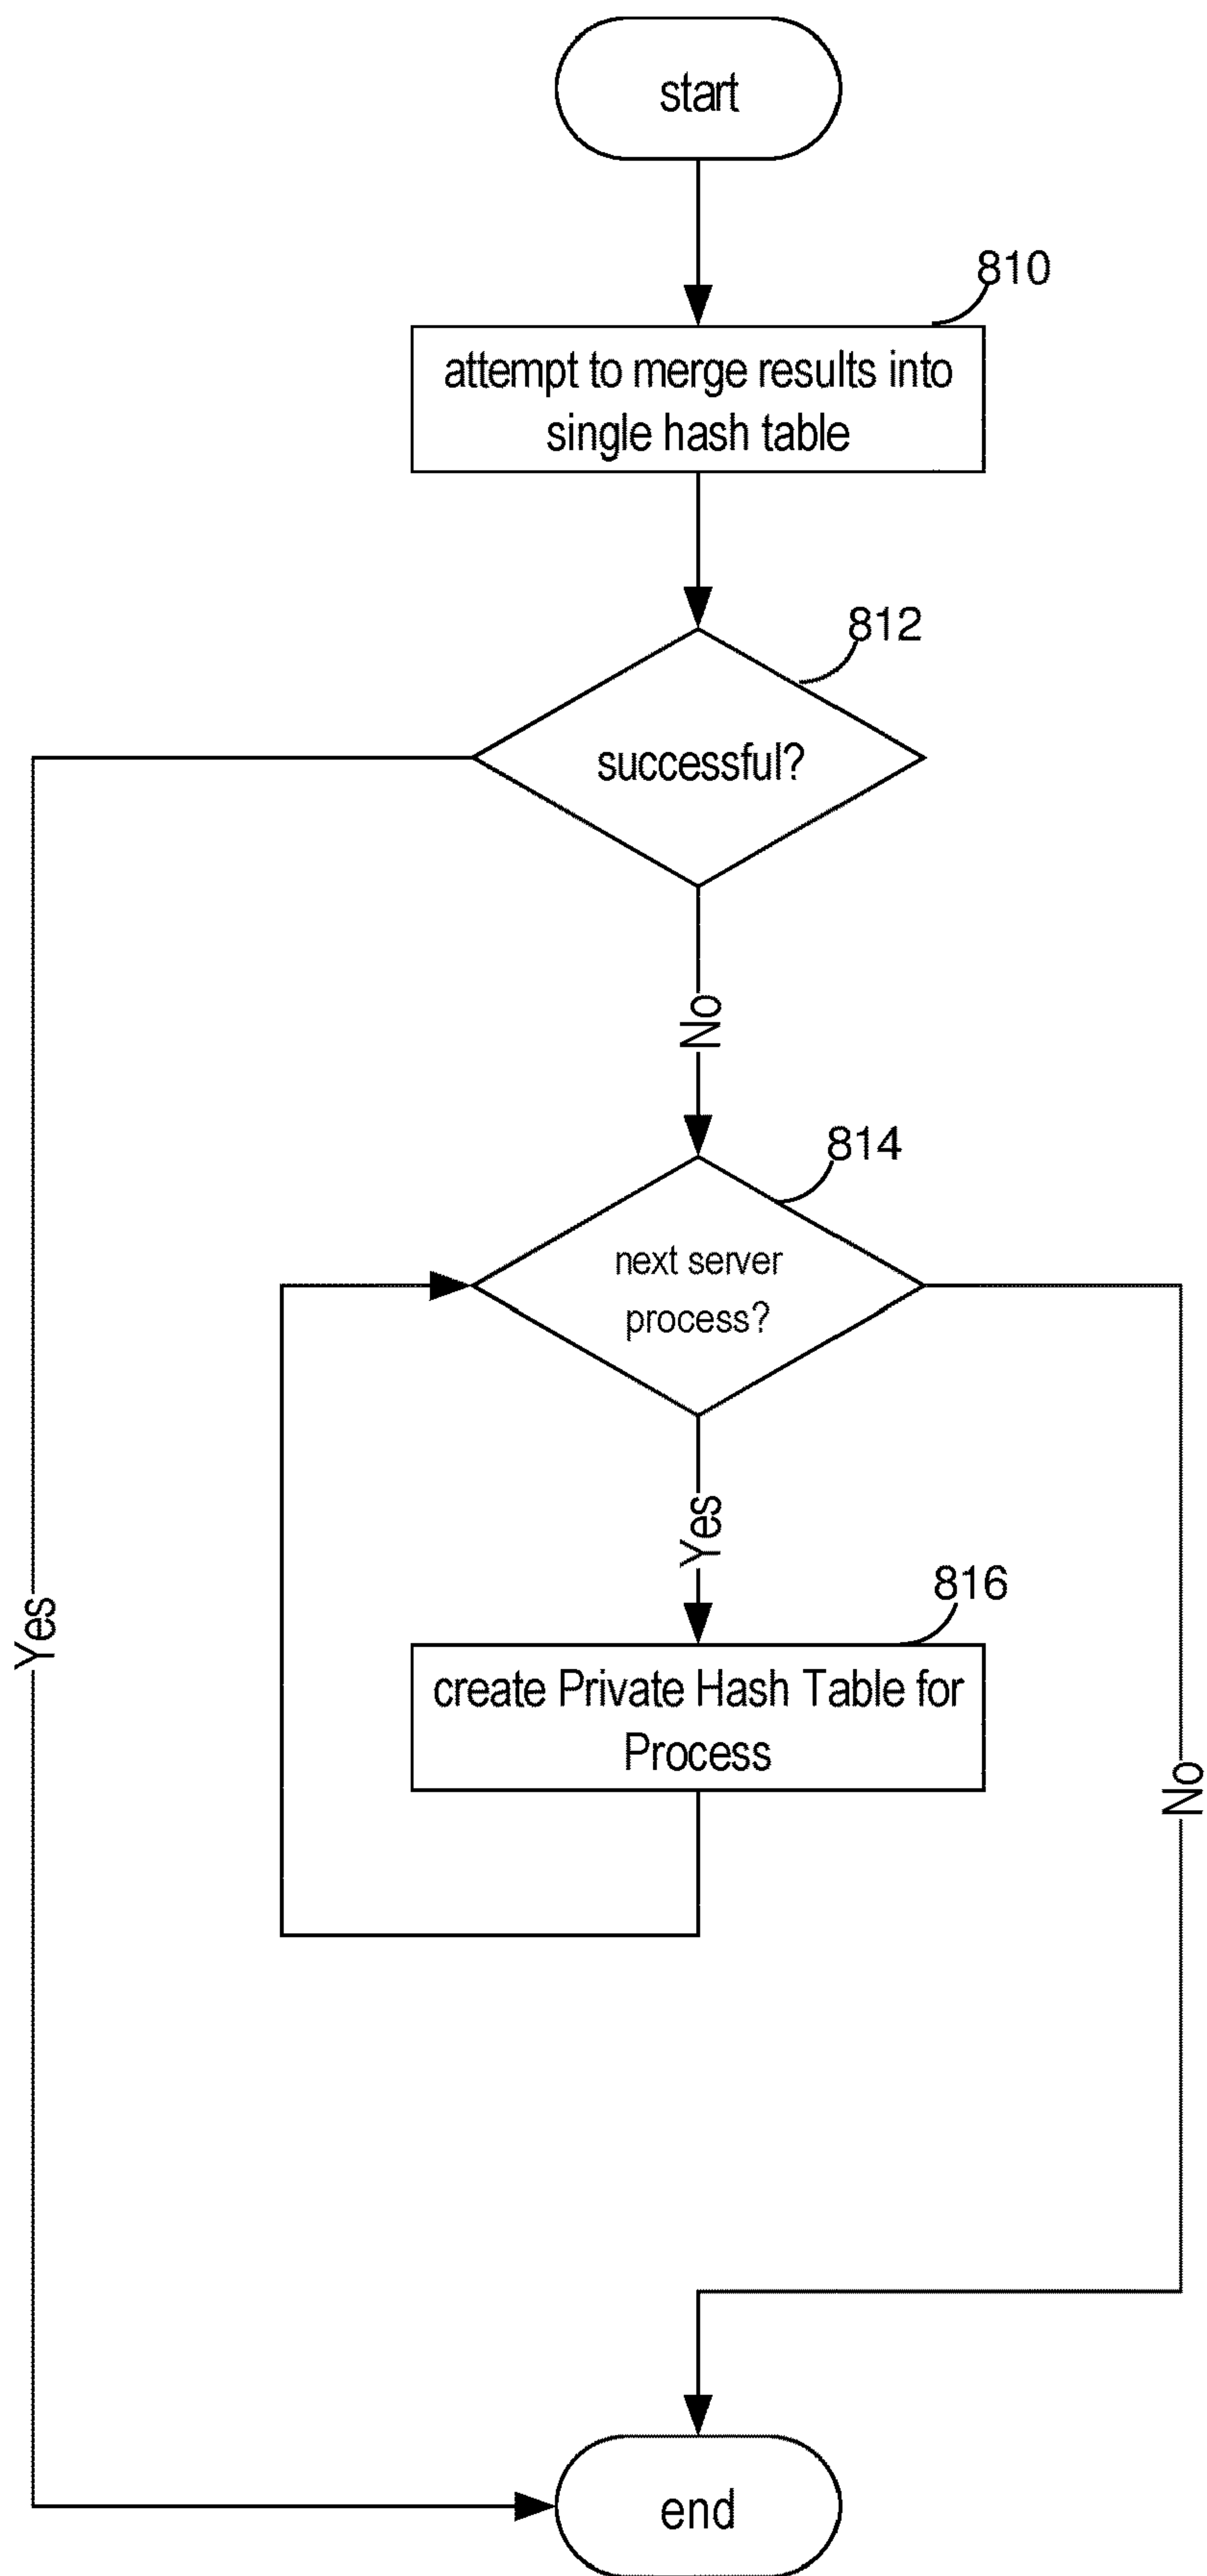 start
810
attempt to merge results into
single hash table
812
successful?
No
814
next server
process?
Yes
816
create Private Hash Table for
Process
Yes
No
end